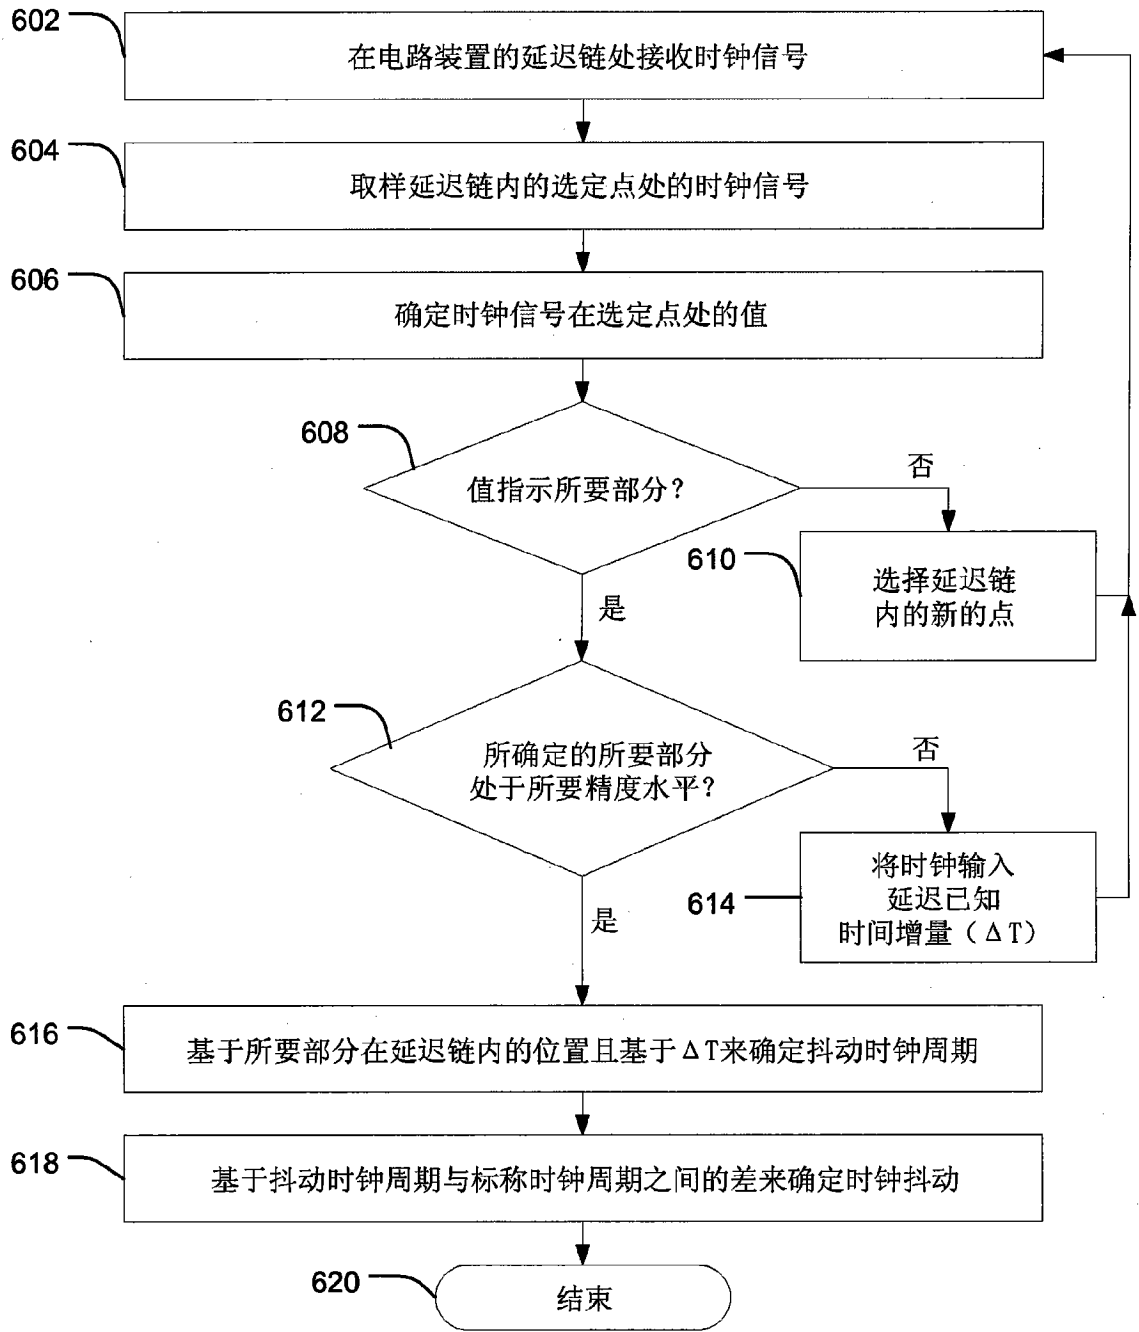 602
在电路装置的延迟链处接收时钟信号
604
取样延迟链内的选定点处的时钟信号
606
确定时钟信号在选定点处的值
608
值指示所要部分？
否
610
选择延迟链
内的新的点
是
612
所确定的所要部分
处于所要精度水平？
否
614
将时钟输入
延迟已知
时间增量（ΔT）
是
616
基于所要部分在延迟链内的位置且基于ΔT来确定抖动时钟周期
618
基于抖动时钟周期与标称时钟周期之间的差来确定时钟抖动
620
结束